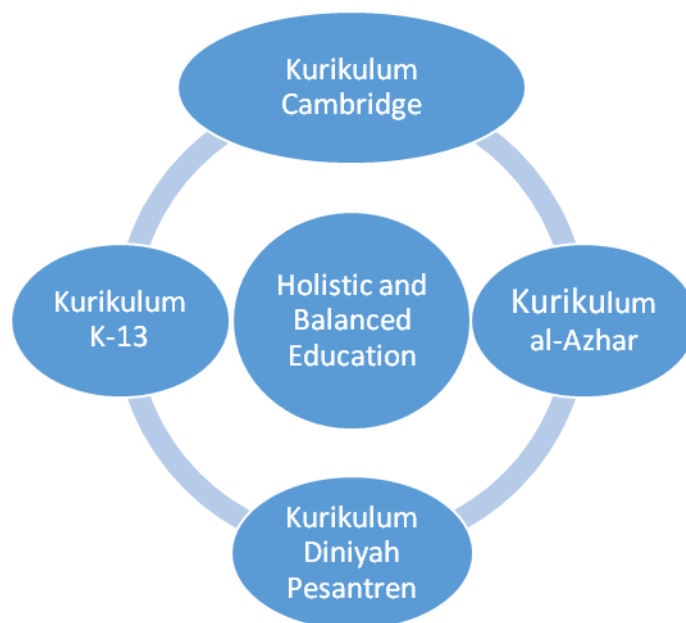 Kurikulum
Cambridge
Kurikulum
K-13
Holistic and
Balanced
Education
Kurikulum
al-Azhar
Kurikulum
Diniyah
Pesantren